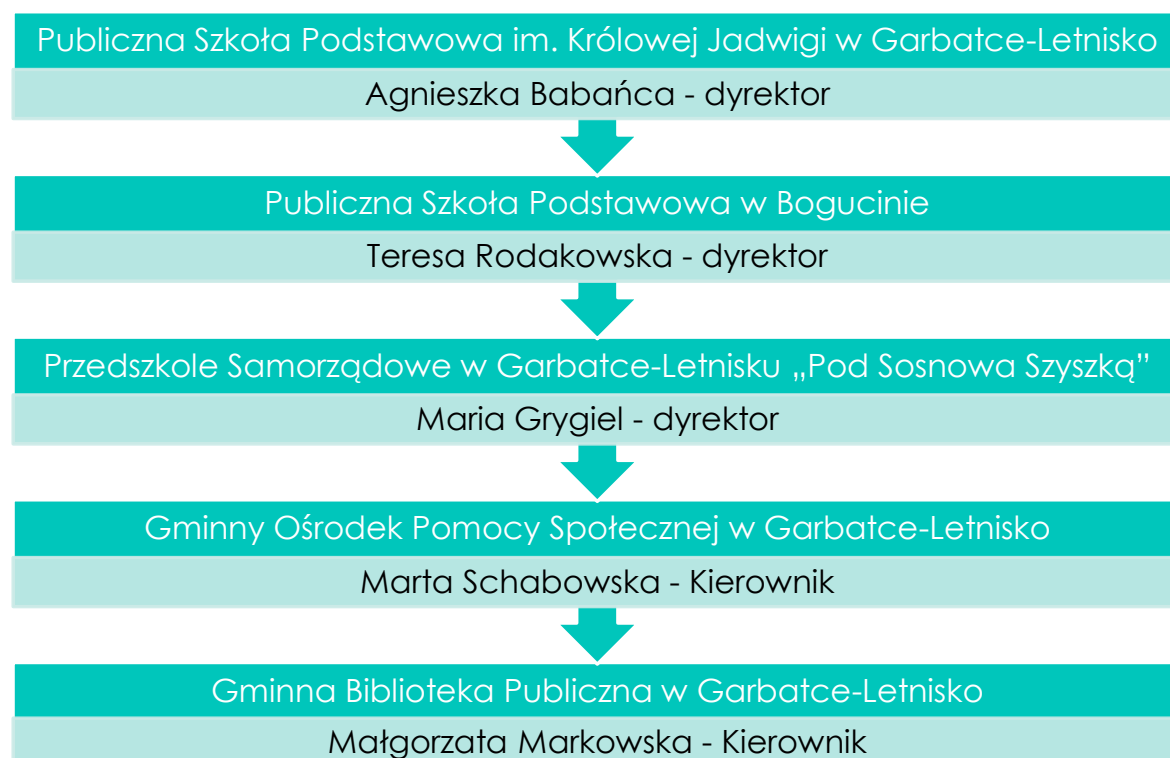 Publiczna Szkoła Podstawowa im. Królowej Jadwigi w Garbatce-Letnisko
Agnieszka Babańca - dyrektor
Publiczna Szkoła Podstawowa w Bogucinie
Teresa Rodakowska - dyrektor
Przedszkole Samorządowe w Garbatce-Letnisku „Pod Sosnowa Szyszką”
Maria Grygiel - dyrektor
Gminny Ośrodek Pomocy Społecznej w Garbatce-Letnisko
Marta Schabowska - Kierownik
Gminna Biblioteka Publiczna w Garbatce-Letnisko
Małgorzata Markowska - Kierownik